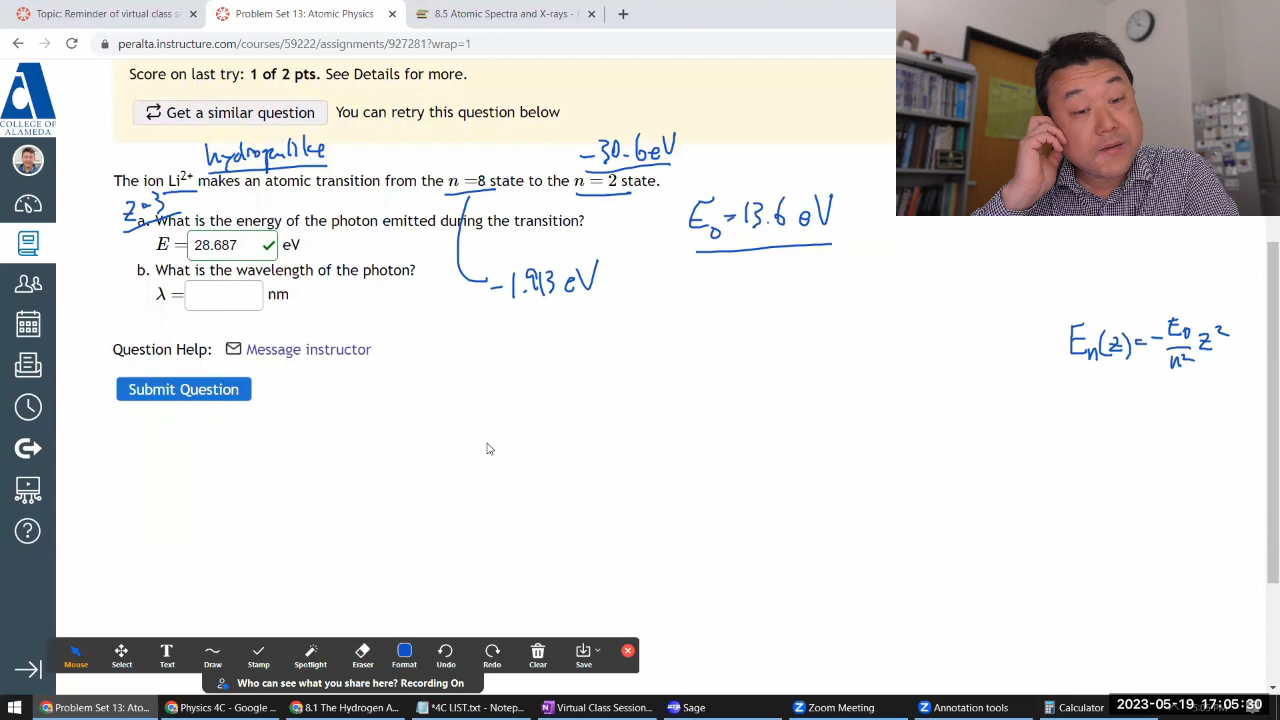 Topic: Reminder of virtual class s
Problem Set 13: Atomic Physics
8.5 Atomic Spectra and X-rays -
peralta.instructure.com/courses/59222/assignments/927281?wrap=1
Score on last try: 1 of 2 pts. See Details for more.
Get a similar question You can retry this question below
COLLEGE OF
ALAMEDA
hydrogenlike
-30.6eV
The ion Li²⁺ makes an atomic transition from the n =8 state to the n = 2 state.
z=3
E₀=13.6 eV
a. What is the energy of the photon emitted during the transition?
E = 28.687 eV
b. What is the wavelength of the photon?
-1.913 eV
λ = nm
Eₙ(z)=-E₀/n² z²
Question Help: Message instructor
Submit Question
Mouse Select Text Draw Stamp Spotlight Eraser Format Undo Redo Clear Save
Who can see what you share here? Recording On
Problem Set 13: Ato...
Physics 4C - Google ...
8.1 The Hydrogen A...
*4C LIST.txt - Notep...
Virtual Class Session...
Sage
Zoom Meeting
Annotation tools
Calculator
2023-05-19 17:05:30